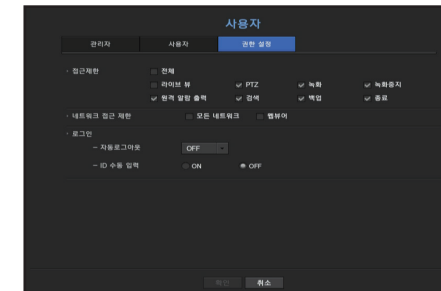 사용자
관리자 사용자 권한 설정
· 접근제한 전체
라이브 뷰 PTZ 녹화 녹화중지
원격 알람 출력 검색 백업 종료
· 네트워크 접근 제한 모든 네트워크 웹뷰어
· 로그인
– 자동로그아웃 OFF
– ID 수동 입력 ON OFF
확인 취소